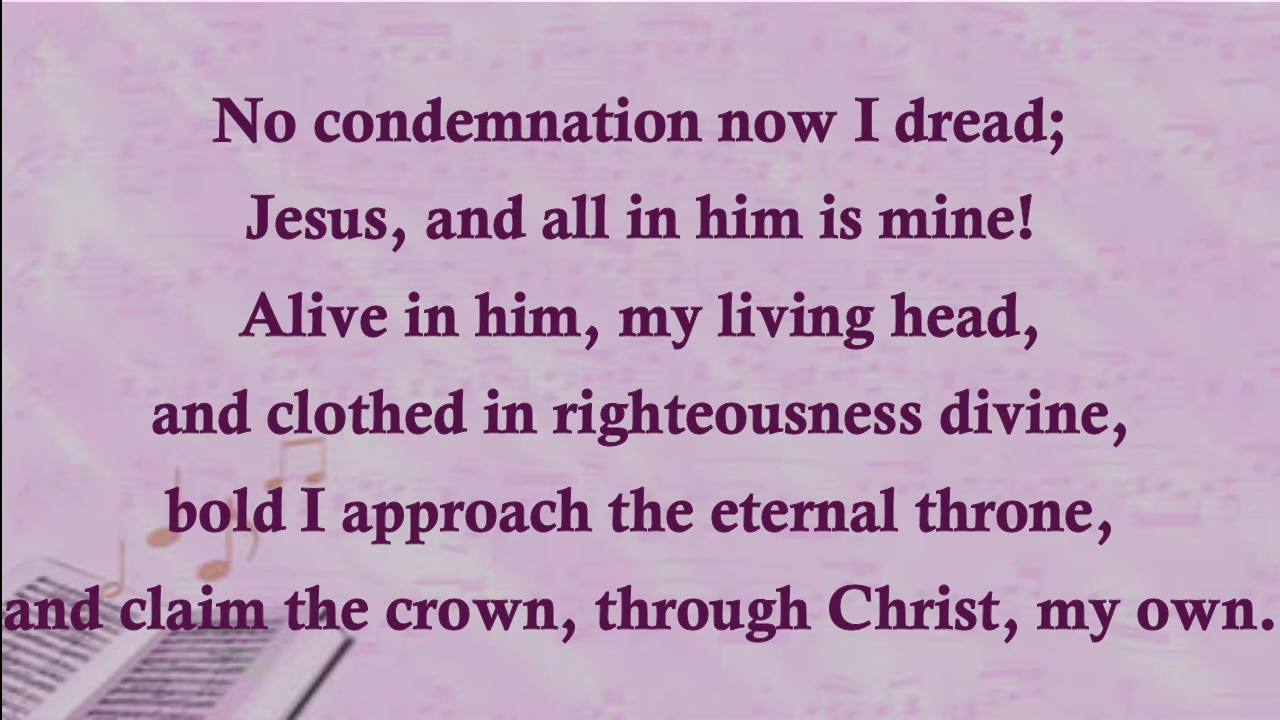 No condemnation now I dread;
Jesus, and all in him is mine!
Alive in him, my living head,
and clothed in righteousness divine,
bold I approach the eternal throne,
and claim the crown, through Christ, my own.